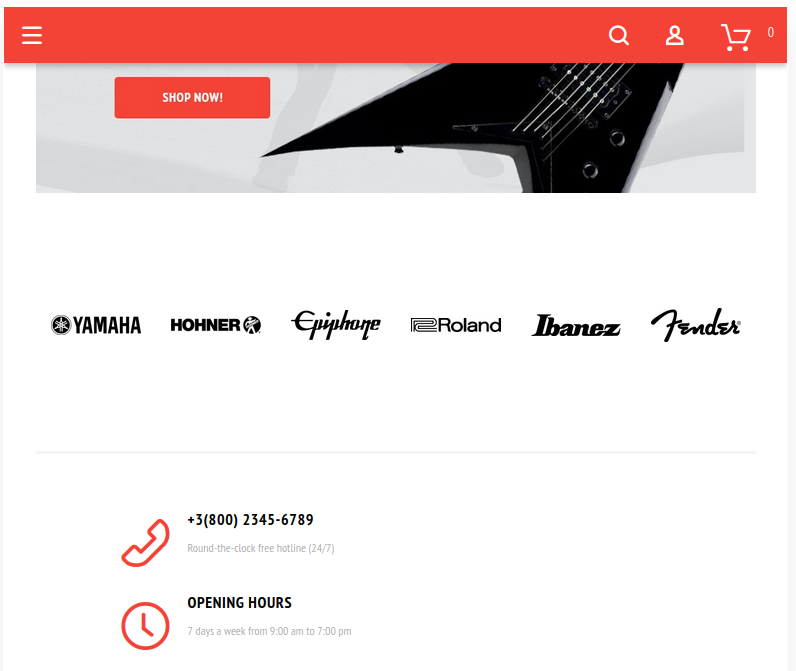 0
SHOP NOW!
YAMAHA HOHNER Epiphone Roland Ibanez Fender
+3(800) 2345-6789
Round-the-clock free hotline (24/7)
OPENING HOURS
7 days a week from 9:00 am to 7:00 pm